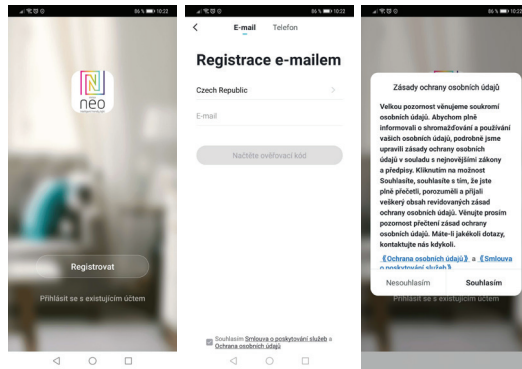 86 % 10:22
neo
Registrovat
Přihlásit se s existujícím účtem
86 % 10:22
E-mail Telefon
Registrace e-mailem
Czech Republic
E-mail
Načtěte ověřovací kód
Souhlasím Smlouva o poskytování služeb a
Ochrana osobních údajů
86 % 10:22
Zásady ochrany osobních údajů
Velkou pozornost věnujeme soukromí
osobních údajů. Abychom plně
informovali o shromažďování a používání
vašich osobních údajů, podrobně jsme
upravili zásady ochrany osobních
údajů v souladu s nejnovějšími zákony
a předpisy. Kliknutím na možnost
Souhlasíte, souhlasíte s tím, že jste
plně přečetli, porozuměli a přijali
veškerý obsah revidovaných zásad
ochrany osobních údajů. Věnujte prosím
pozornost přečtení zásad ochrany
osobních údajů. Máte-li jakékoli dotazy,
kontaktujte nás kdykoli.
《Ochrana osobních údajů》 a 《Smlouva
o poskytování služeb》
Nesouhlasím Souhlasím
Přihlásit se s existujícím účtem